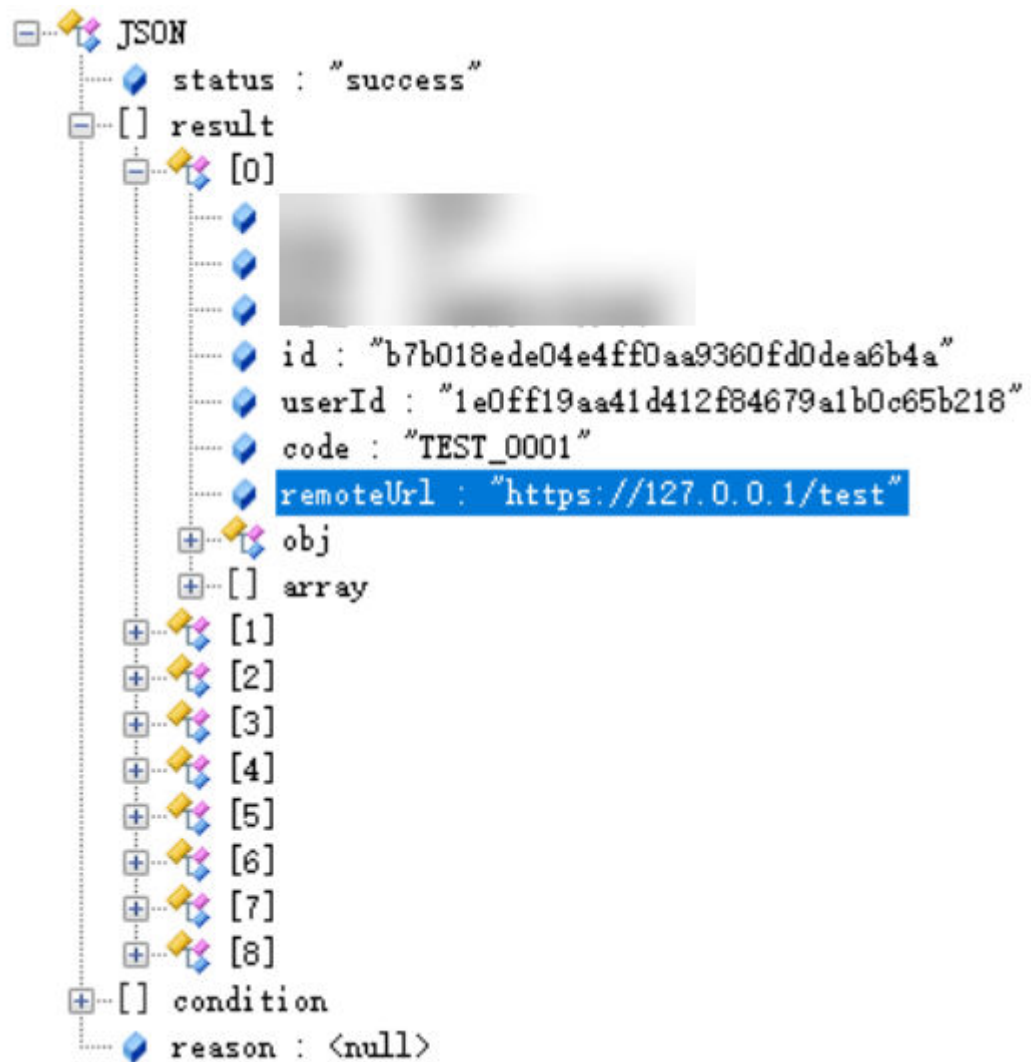 JSON
status : "success"
[] result
[0]
id : "b7b018ede04e4ff0aa9360fd0dea6b4a"
userId : "1e0ff19aa41d412f84679a1b0c65b218"
code : "TEST_0001"
remoteUrl : "https://127.0.0.1/test"
obj
[] array
[1]
[2]
[3]
[4]
[5]
[6]
[7]
[8]
[] condition
reason : <null>